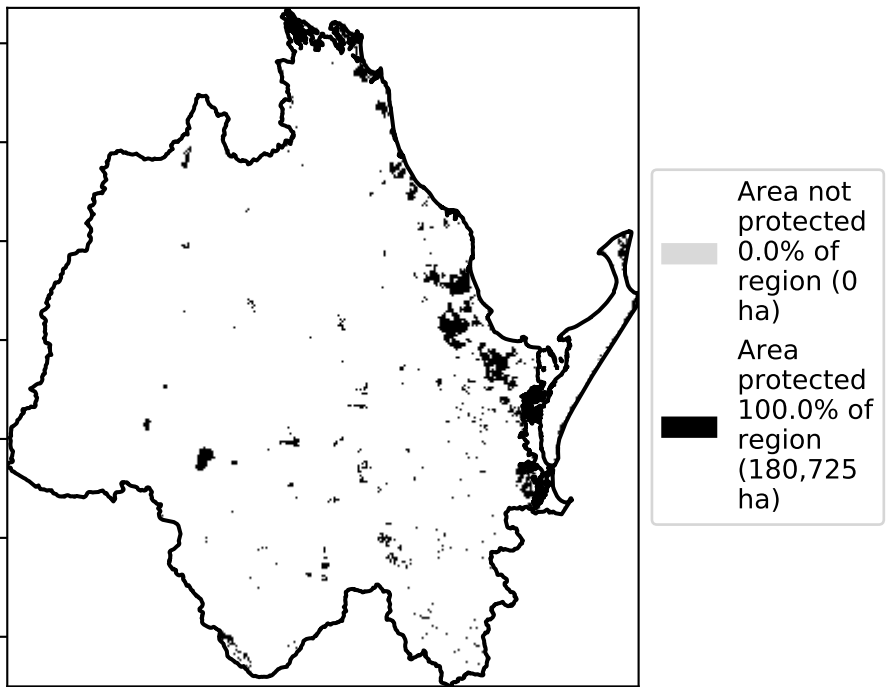 Area not
protected
0.0% of
region (0
ha)
Area
protected
100.0% of
region
(180,725
ha)